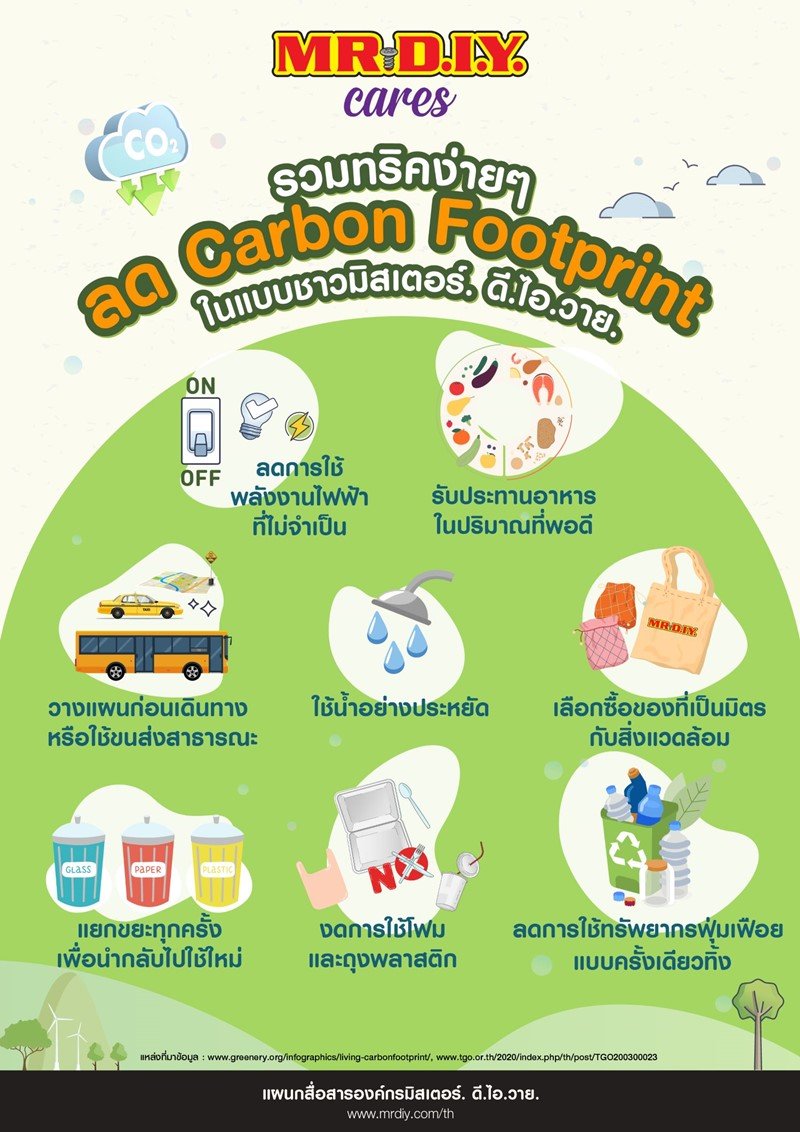 MR.D.I.Y.
cares
CO2
รวมทริคง่ายๆ
ลด Carbon Footprint
ในแบบชาวมิสเตอร์. ดี.ไอ.วาย.
ON
OFF
ลดการใช้
พลังงานไฟฟ้า
ที่ไม่จำเป็น
รับประทานอาหาร
ในปริมาณที่พอดี
TAXI
วางแผนก่อนเดินทาง
หรือใช้ขนส่งสาธารณะ
ใช้น้ำอย่างประหยัด
MR.D.I.Y.
เลือกซื้อของที่เป็นมิตร
กับสิ่งแวดล้อม
GLASS
PAPER
PLASTIC
แยกขยะทุกครั้ง
เพื่อนำกลับไปใช้ใหม่
NO
งดการใช้โฟม
และถุงพลาสติก
ลดการใช้ทรัพยากรฟุ่มเฟือย
แบบครั้งเดียวทิ้ง
แหล่งที่มาข้อมูล : www.greenery.org/infographics/living-carbonfootprint/, www.tgo.or.th/2020/index.php/th/post/TGO200300023
แผนกสื่อสารองค์กรมิสเตอร์. ดี.ไอ.วาย.
www.mrdiy.com/th